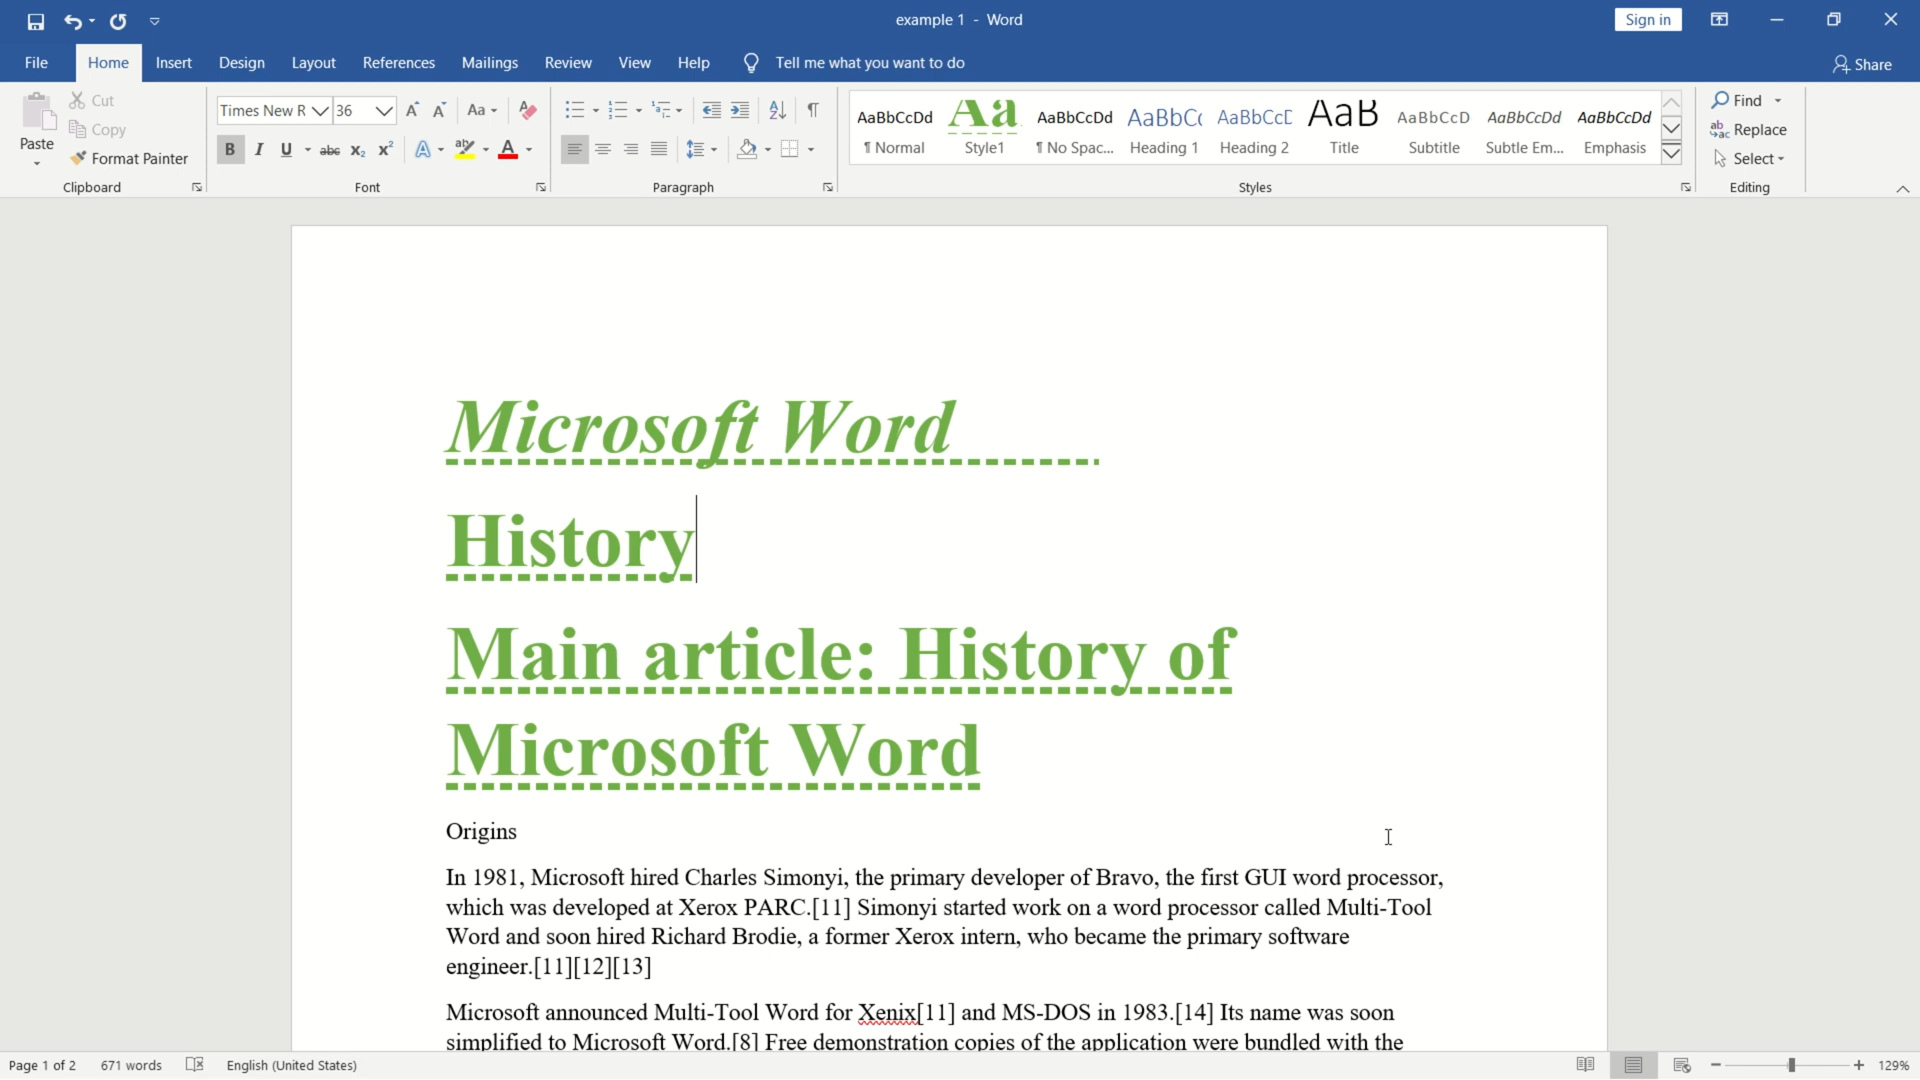 example 1 - Word
Sign in
File Home Insert Design Layout References Mailings Review View Help Tell me what you want to do
Share
Paste
Cut
Copy
Format Painter
Clipboard
Times New R 36
Aa
B I U abc x₂ x²
A
Font
Paragraph
AaBbCcDd
¶ Normal
Aa
Style1
AaBbCcDd
¶ No Spac...
AaBbCc
Heading 1
AaBbCcC
Heading 2
AaB
Title
AaBbCcD
Subtitle
AaBbCcDd
Subtle Em...
AaBbCcDd
Emphasis
Styles
Find
Replace
Select
Editing
Microsoft Word
History
Main article: History of
Microsoft Word
Origins
In 1981, Microsoft hired Charles Simonyi, the primary developer of Bravo, the first GUI word processor,
which was developed at Xerox PARC.[11] Simonyi started work on a word processor called Multi-Tool
Word and soon hired Richard Brodie, a former Xerox intern, who became the primary software
engineer.[11][12][13]
Microsoft announced Multi-Tool Word for Xenix[11] and MS-DOS in 1983.[14] Its name was soon
simplified to Microsoft Word.[8] Free demonstration copies of the application were bundled with the
Page 1 of 2 671 words English (United States)
129%